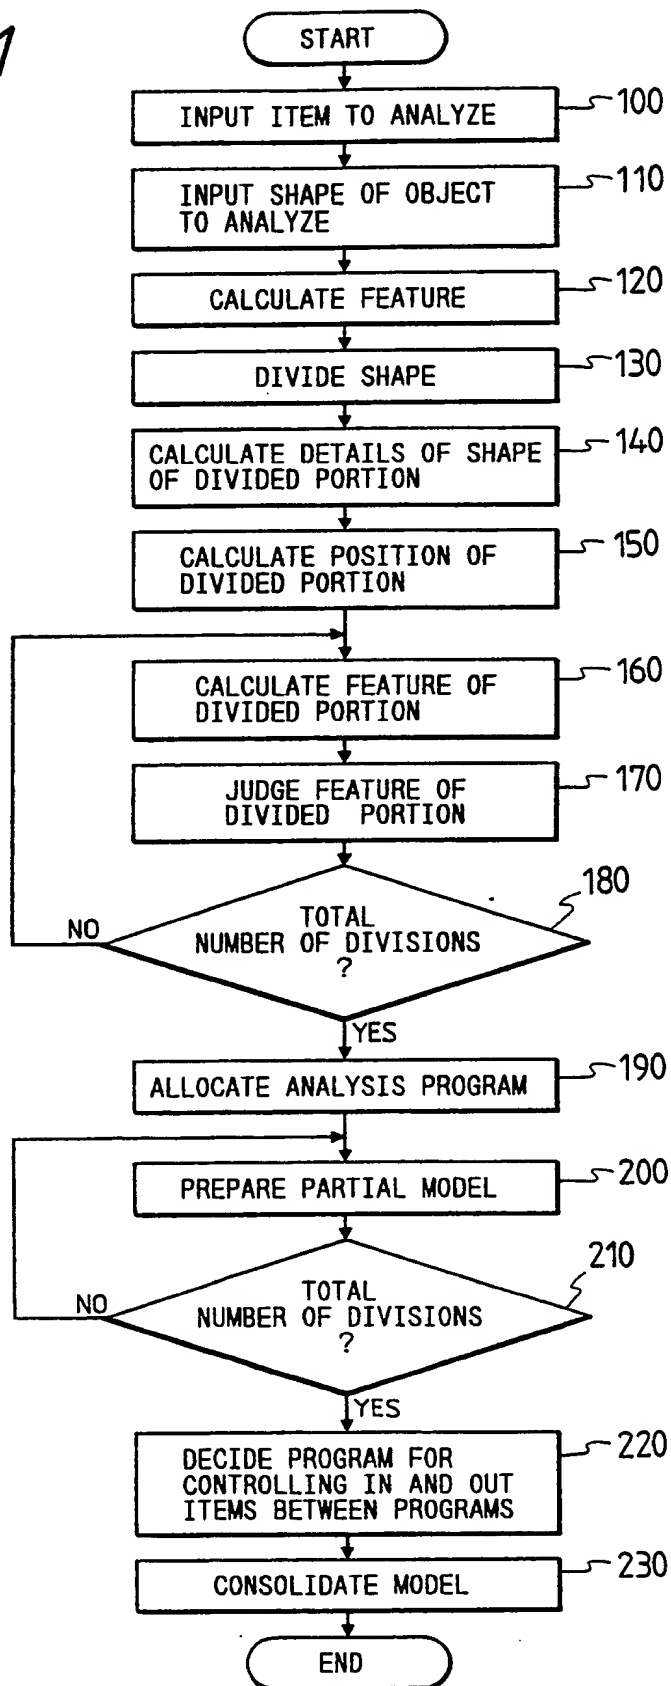 1
START
INPUT ITEM TO ANALYZE
100
INPUT SHAPE OF OBJECT
TO ANALYZE
110
CALCULATE FEATURE
120
DIVIDE SHAPE
130
CALCULATE DETAILS OF SHAPE
OF DIVIDED PORTION
140
CALCULATE POSITION OF
DIVIDED PORTION
150
CALCULATE FEATURE OF
DIVIDED PORTION
160
JUDGE FEATURE OF
DIVIDED PORTION
170
180
TOTAL
NUMBER OF DIVISIONS
?
NO
YES
ALLOCATE ANALYSIS PROGRAM
190
PREPARE PARTIAL MODEL
200
210
TOTAL
NUMBER OF DIVISIONS
?
NO
YES
DECIDE PROGRAM FOR
CONTROLLING IN AND OUT
ITEMS BETWEEN PROGRAMS
220
CONSOLIDATE MODEL
230
END